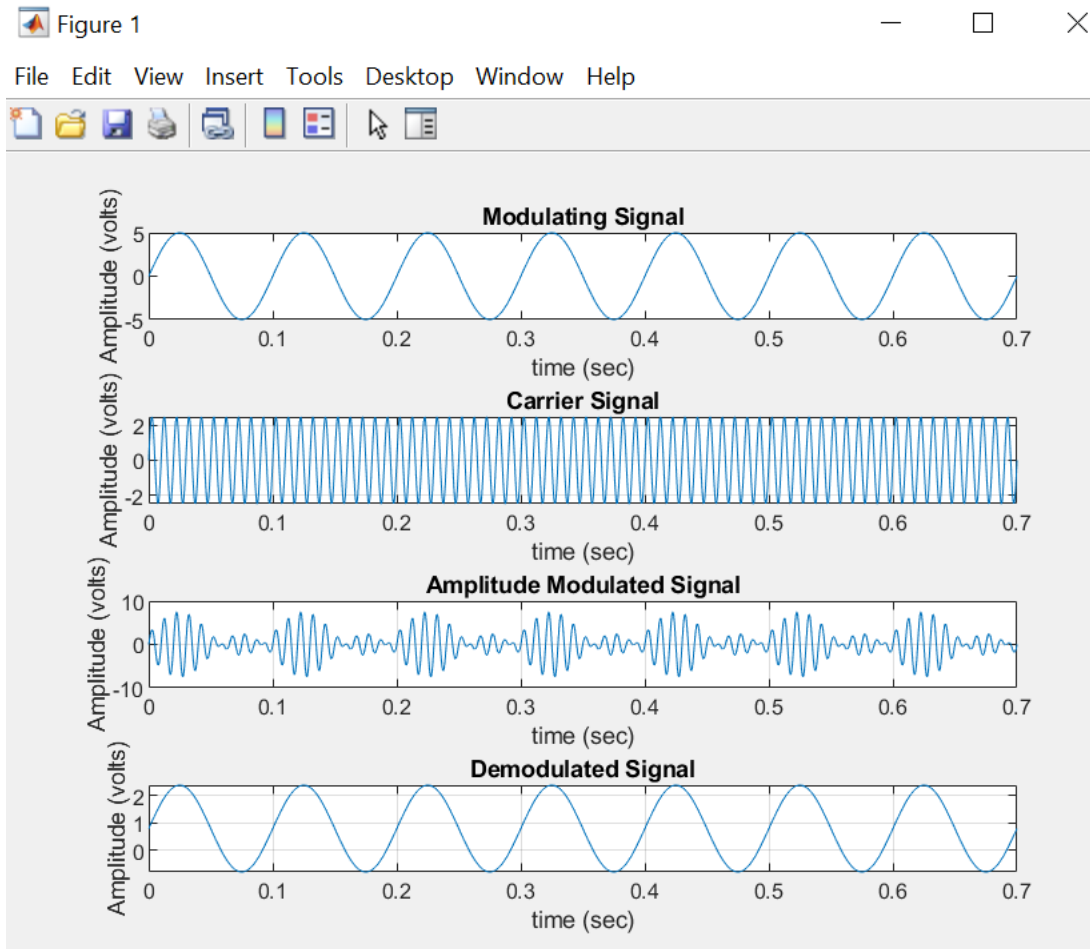 Figure 1
File Edit View Insert Tools Desktop Window Help
Modulating Signal
Amplitude (volts)
5
0
-5
0 0.1 0.2 0.3 0.4 0.5 0.6 0.7
time (sec)
Carrier Signal
Amplitude (volts)
2
0
-2
0 0.1 0.2 0.3 0.4 0.5 0.6 0.7
time (sec)
Amplitude Modulated Signal
Amplitude (volts)
10
0
-10
0 0.1 0.2 0.3 0.4 0.5 0.6 0.7
time (sec)
Demodulated Signal
Amplitude (volts)
2
1
0
0 0.1 0.2 0.3 0.4 0.5 0.6 0.7
time (sec)